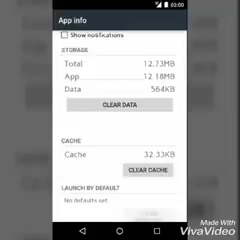 03:00
App info
Show notifications
STORAGE
Total 12.73MB
App 12.18MB
Data 564KB
CLEAR DATA
CACHE
Cache 32.33KB
CLEAR CACHE
LAUNCH BY DEFAULT
No defaults set
Made With
VivaVideo